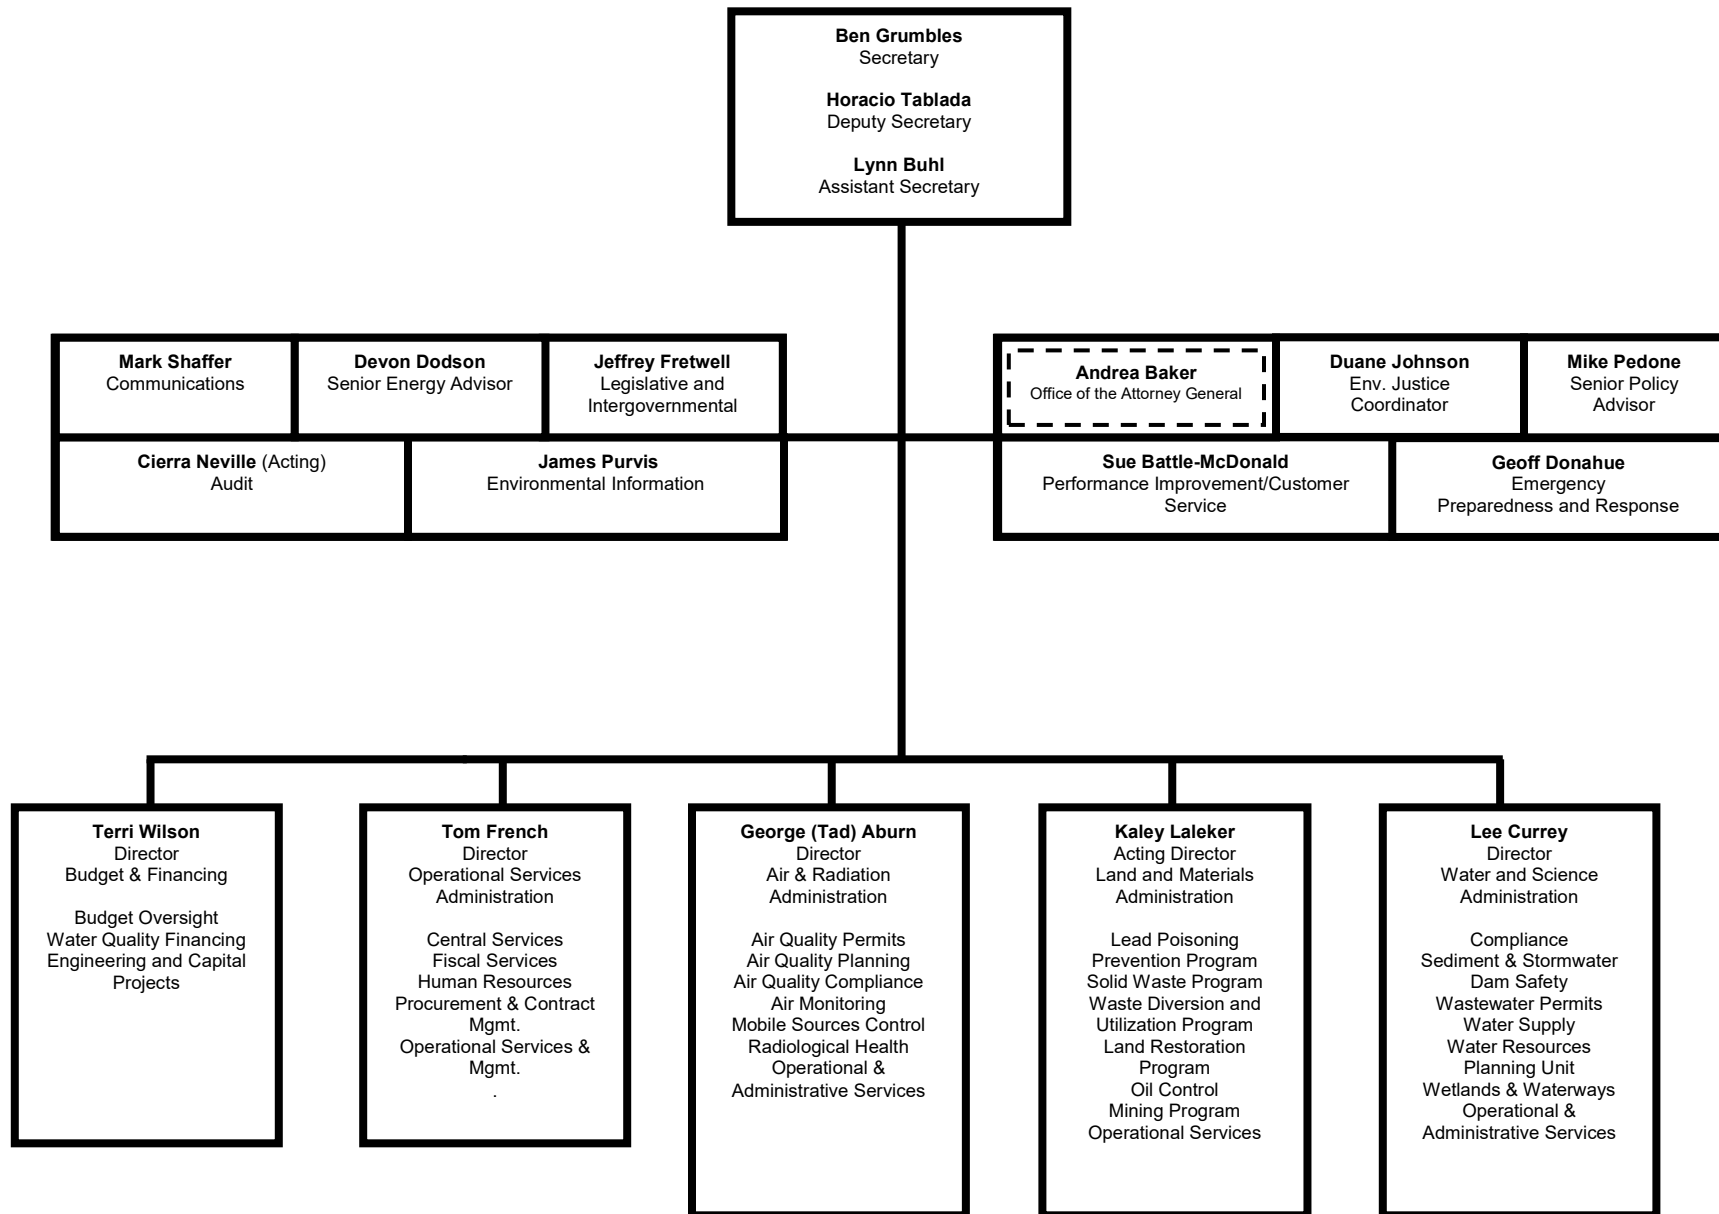 Ben Grumbles
Secretary
Horacio Tablada
Deputy Secretary
Lynn Buhl
Assistant Secretary
Mark Shaffer
Communications
Devon Dodson
Senior Energy Advisor
Jeffrey Fretwell
Legislative and
Intergovernmental
Andrea Baker
Office of the Attorney General
Duane Johnson
Env. Justice
Coordinator
Mike Pedone
Senior Policy
Advisor
Cierra Neville (Acting)
Audit
James Purvis
Environmental Information
Sue Battle-McDonald
Performance Improvement/Customer
Service
Geoff Donahue
Emergency
Preparedness and Response
Terri Wilson
Director
Budget & Financing
Budget Oversight
Water Quality Financing
Engineering and Capital
Projects
Tom French
Director
Operational Services
Administration
Central Services
Fiscal Services
Human Resources
Procurement & Contract
Mgmt.
Operational Services &
Mgmt.
.
George (Tad) Aburn
Director
Air & Radiation
Administration
Air Quality Permits
Air Quality Planning
Air Quality Compliance
Air Monitoring
Mobile Sources Control
Radiological Health
Operational &
Administrative Services
Kaley Laleker
Acting Director
Land and Materials
Administration
Lead Poisoning
Prevention Program
Solid Waste Program
Waste Diversion and
Utilization Program
Land Restoration
Program
Oil Control
Mining Program
Operational Services
Lee Currey
Director
Water and Science
Administration
Compliance
Sediment & Stormwater
Dam Safety
Wastewater Permits
Water Supply
Water Resources
Planning Unit
Wetlands & Waterways
Operational &
Administrative Services